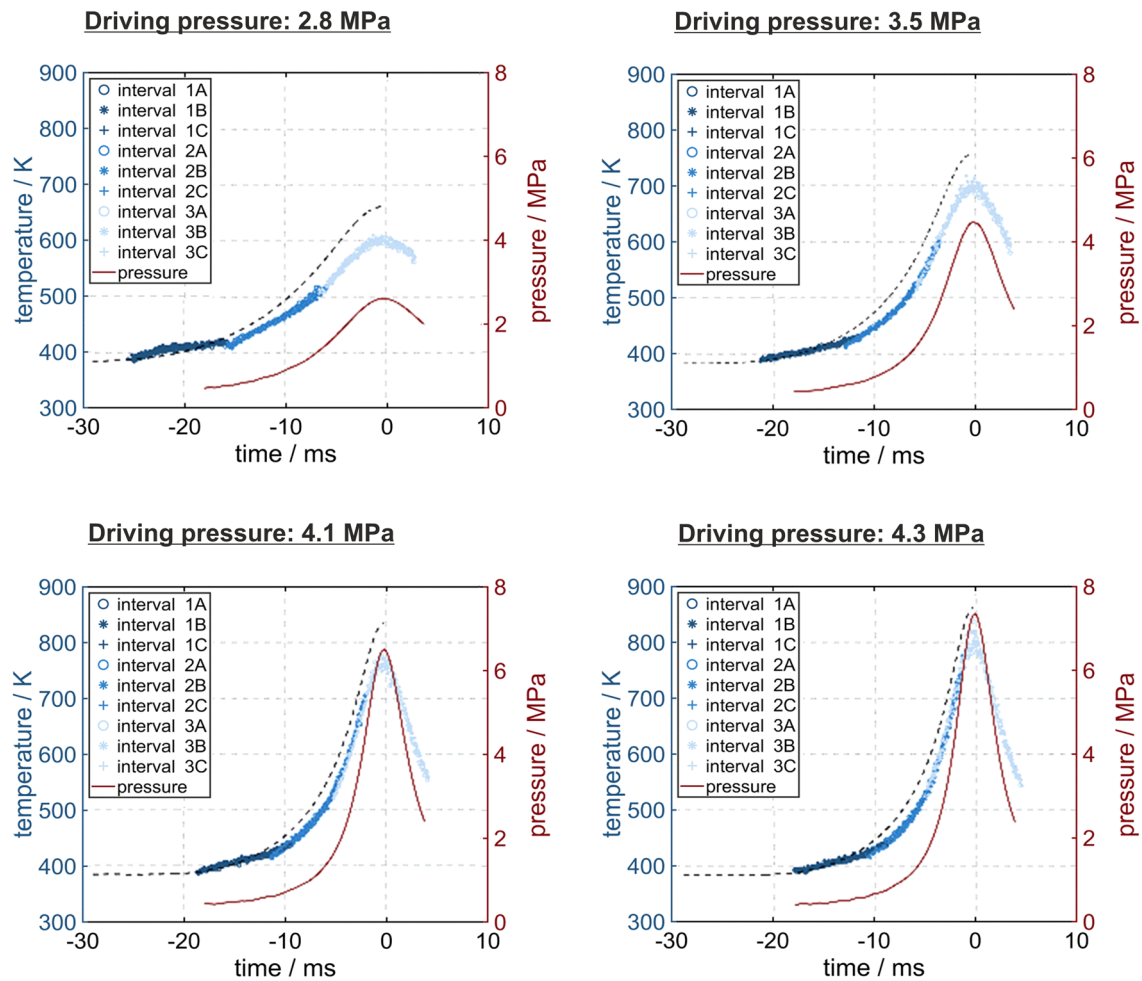 Driving pressure: 2.8 MPa
900
800
700
600
500
400
300
temperature / K
interval 1A
interval 1B
interval 1C
interval 2A
interval 2B
interval 2C
interval 3A
interval 3B
interval 3C
pressure
8
6
4
2
0
pressure / MPa
-30
-20
-10
0
10
time / ms
Driving pressure: 3.5 MPa
900
800
700
600
500
400
300
temperature / K
interval 1A
interval 1B
interval 1C
interval 2A
interval 2B
interval 2C
interval 3A
interval 3B
interval 3C
pressure
8
6
4
2
0
pressure / MPa
-30
-20
-10
0
10
time / ms
Driving pressure: 4.1 MPa
900
800
700
600
500
400
300
temperature / K
interval 1A
interval 1B
interval 1C
interval 2A
interval 2B
interval 2C
interval 3A
interval 3B
interval 3C
pressure
8
6
4
2
0
pressure / MPa
-30
-20
-10
0
10
time / ms
Driving pressure: 4.3 MPa
900
800
700
600
500
400
300
temperature / K
interval 1A
interval 1B
interval 1C
interval 2A
interval 2B
interval 2C
interval 3A
interval 3B
interval 3C
pressure
8
6
4
2
0
pressure / MPa
-30
-20
-10
0
10
time / ms